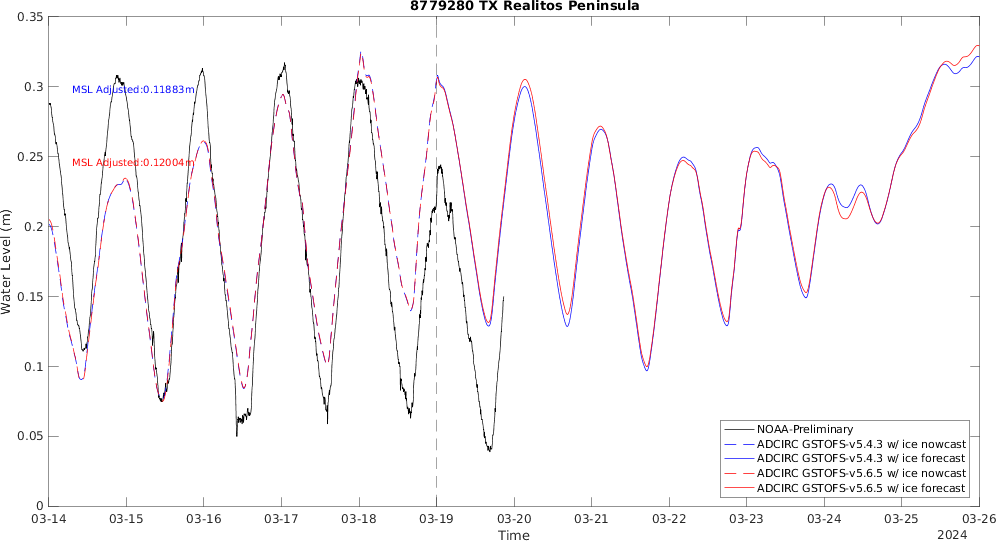 8779280 TX Realitos Peninsula
0.35
0.3
0.25
0.2
0.15
0.1
0.05
0
Water Level (m)
MSL Adjusted:0.11883m
MSL Adjusted:0.12004m
NOAA-Preliminary
ADCIRC GSTOFS-v5.4.3 w/ ice nowcast
ADCIRC GSTOFS-v5.4.3 w/ ice forecast
ADCIRC GSTOFS-v5.6.5 w/ ice nowcast
ADCIRC GSTOFS-v5.6.5 w/ ice forecast
03-14 03-15 03-16 03-17 03-18 03-19 03-20 03-21 03-22 03-23 03-24 03-25 03-26
Time
2024